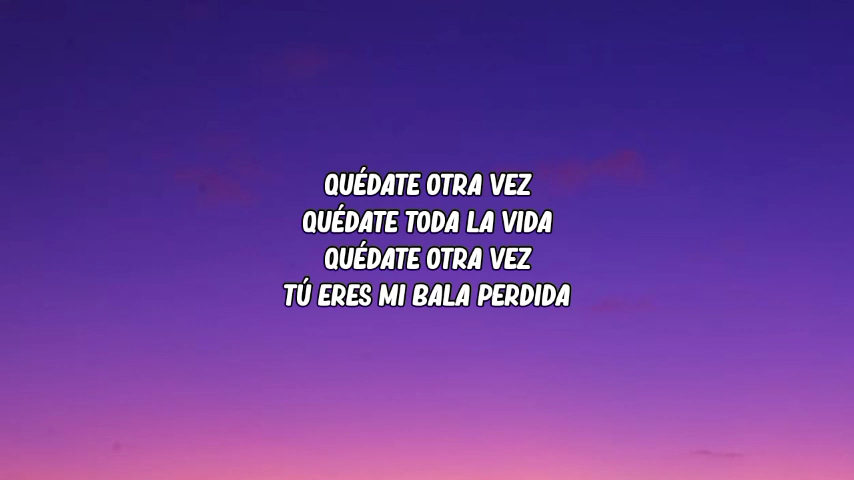 QUÉDATE OTRA VEZ
QUÉDATE TODA LA VIDA
QUÉDATE OTRA VEZ
TÚ ERES MI BALA PERDIDA